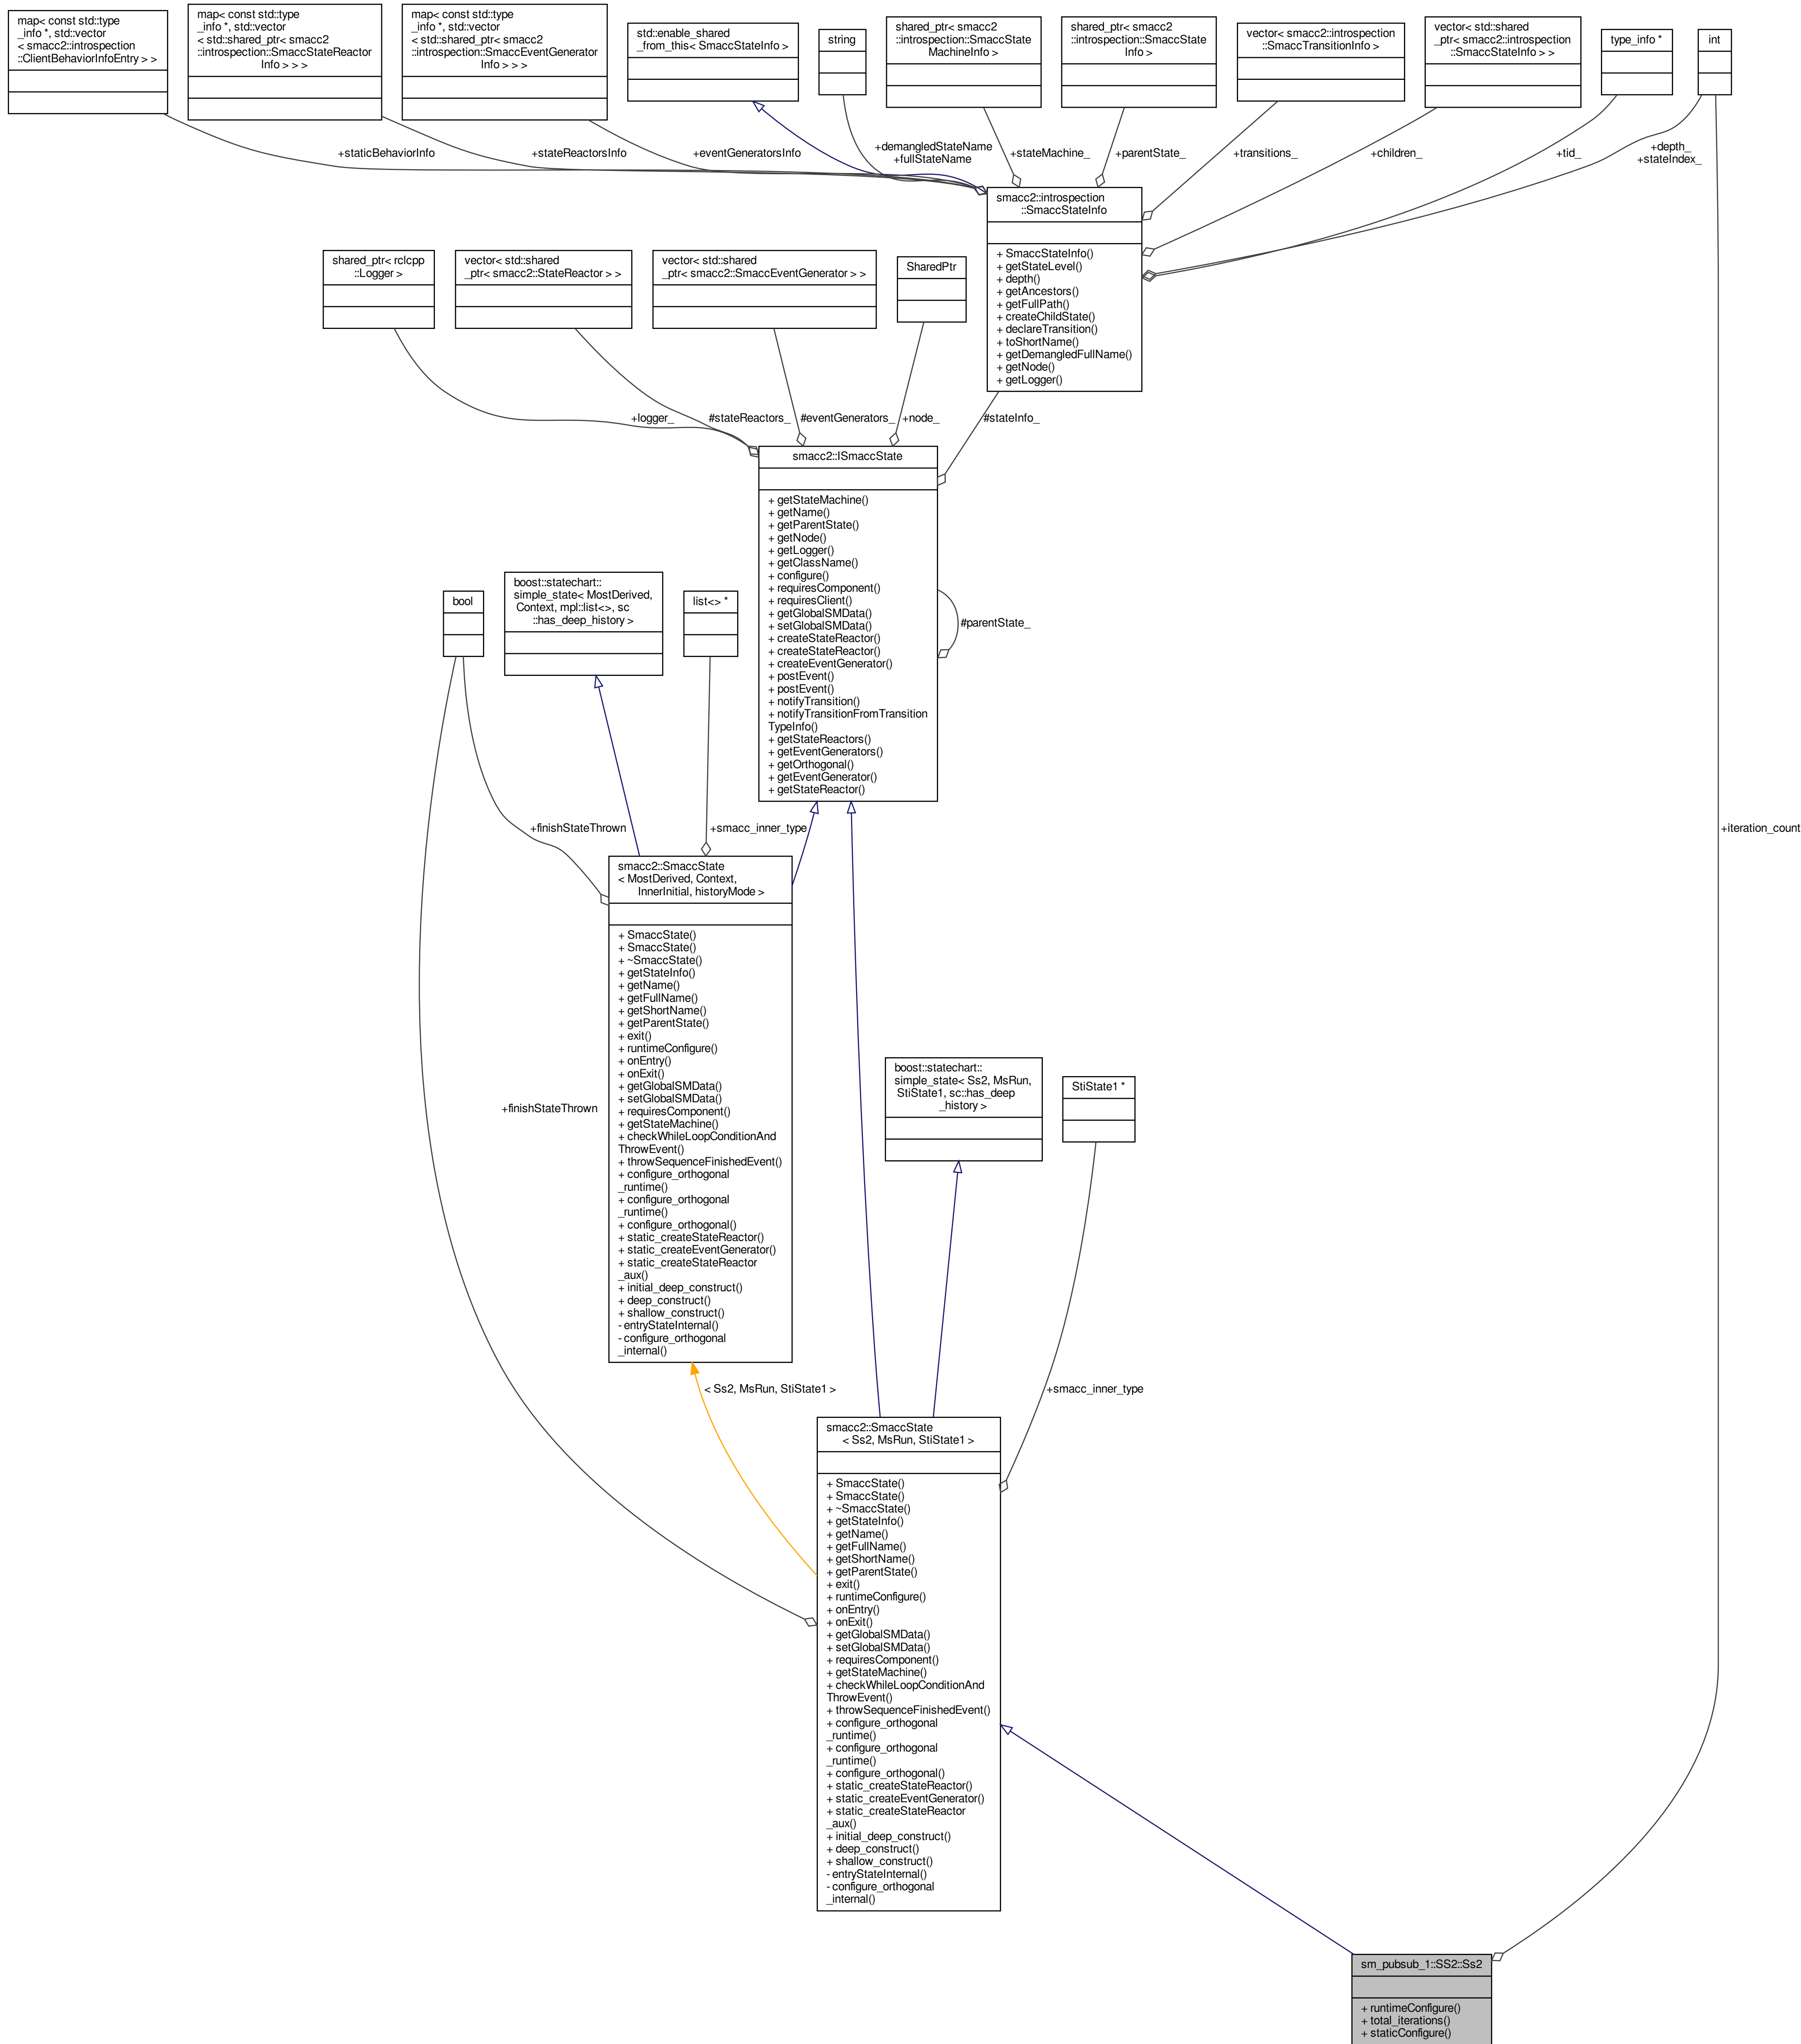 map< const std::type
_info *, std::vector
< smacc2::introspection
::ClientBehaviorInfoEntry > >
map< const std::type
_info *, std::vector
< std::shared_ptr< smacc2
::introspection::SmaccStateReactor
Info > > >
map< const std::type
_info *, std::vector
< std::shared_ptr< smacc2
::introspection::SmaccEventGenerator
Info > > >
std::enable_shared
_from_this< SmaccStateInfo >
string
shared_ptr< smacc2
::introspection::SmaccState
MachineInfo >
shared_ptr< smacc2
::introspection::SmaccState
Info >
vector< smacc2::introspection
::SmaccTransitionInfo >
vector< std::shared
_ptr< smacc2::introspection
::SmaccStateInfo > >
type_info *
int
+staticBehaviorInfo
+stateReactorsInfo
+eventGeneratorsInfo
+demangledStateName
+fullStateName
+stateMachine_
+parentState_
+transitions_
+children_
+tid_
+depth_
+stateIndex_
smacc2::introspection
::SmaccStateInfo
+ SmaccStateInfo()
+ getStateLevel()
+ depth()
+ getAncestors()
+ getFullPath()
+ createChildState()
+ declareTransition()
+ toShortName()
+ getDemangledFullName()
+ getNode()
+ getLogger()
shared_ptr< rclcpp
::Logger >
vector< std::shared
_ptr< smacc2::StateReactor > >
vector< std::shared
_ptr< smacc2::SmaccEventGenerator > >
SharedPtr
+logger_
#stateReactors_
#eventGenerators_
+node_
#stateInfo_
smacc2::ISmaccState
+ getStateMachine()
+ getName()
+ getParentState()
+ getNode()
+ getLogger()
+ getClassName()
+ configure()
+ requiresComponent()
+ requiresClient()
+ getGlobalSMData()
+ setGlobalSMData()
+ createStateReactor()
+ createStateReactor()
+ createEventGenerator()
+ postEvent()
+ postEvent()
+ notifyTransition()
+ notifyTransitionFromTransition
TypeInfo()
+ getStateReactors()
+ getEventGenerators()
+ getOrthogonal()
+ getEventGenerator()
+ getStateReactor()
#parentState_
bool
boost::statechart::
simple_state< MostDerived,
Context, mpl::list<>, sc
::has_deep_history >
list<> *
+finishStateThrown
+smacc_inner_type
+iteration_count
smacc2::SmaccState
< MostDerived, Context,
InnerInitial, historyMode >
+ SmaccState()
+ SmaccState()
+ ~SmaccState()
+ getStateInfo()
+ getName()
+ getFullName()
+ getShortName()
+ getParentState()
+ exit()
+ runtimeConfigure()
+ onEntry()
+ onExit()
+ getGlobalSMData()
+ setGlobalSMData()
+ requiresComponent()
+ getStateMachine()
+ checkWhileLoopConditionAnd
ThrowEvent()
+ throwSequenceFinishedEvent()
+ configure_orthogonal
_runtime()
+ configure_orthogonal
_runtime()
+ configure_orthogonal()
+ static_createStateReactor()
+ static_createEventGenerator()
+ static_createStateReactor
_aux()
+ initial_deep_construct()
+ deep_construct()
+ shallow_construct()
- entryStateInternal()
- configure_orthogonal
_internal()
+finishStateThrown
boost::statechart::
simple_state< Ss2, MsRun,
StiState1, sc::has_deep
_history >
StiState1 *
< Ss2, MsRun, StiState1 >
+smacc_inner_type
smacc2::SmaccState
< Ss2, MsRun, StiState1 >
+ SmaccState()
+ SmaccState()
+ ~SmaccState()
+ getStateInfo()
+ getName()
+ getFullName()
+ getShortName()
+ getParentState()
+ exit()
+ runtimeConfigure()
+ onEntry()
+ onExit()
+ getGlobalSMData()
+ setGlobalSMData()
+ requiresComponent()
+ getStateMachine()
+ checkWhileLoopConditionAnd
ThrowEvent()
+ throwSequenceFinishedEvent()
+ configure_orthogonal
_runtime()
+ configure_orthogonal
_runtime()
+ configure_orthogonal()
+ static_createStateReactor()
+ static_createEventGenerator()
+ static_createStateReactor
_aux()
+ initial_deep_construct()
+ deep_construct()
+ shallow_construct()
- entryStateInternal()
- configure_orthogonal
_internal()
sm_pubsub_1::SS2::Ss2
+ runtimeConfigure()
+ total_iterations()
+ staticConfigure()